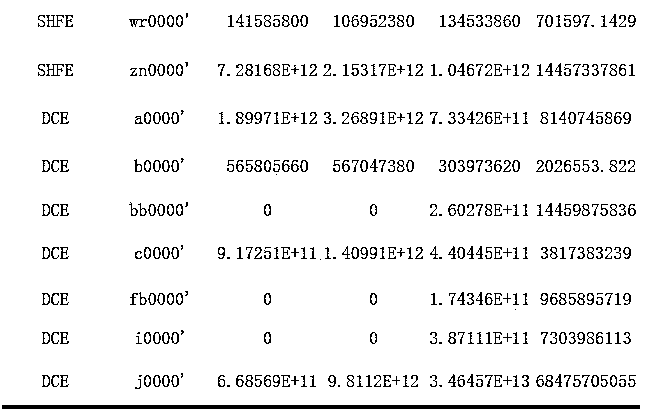 SHFE wr0000' 141585800 106952380 134533860 701597.1429
SHFE zn0000' 7.28168E+12 2.15317E+12 1.04672E+12 14457337861
DCE a0000' 1.89971E+12 3.26891E+12 7.33426E+11 8140745869
DCE b0000' 565805660 567047380 303973620 2026553.822
DCE bb0000' 0 0 2.60278E+11 14459875836
DCE c0000' 9.17251E+11 1.40991E+12 4.40445E+11 3817383239
DCE fb0000' 0 0 1.74346E+11 9685895719
DCE i0000' 0 0 3.87111E+11 7303986113
DCE j0000' 6.68569E+11 9.8112E+12 3.46457E+13 68475705055